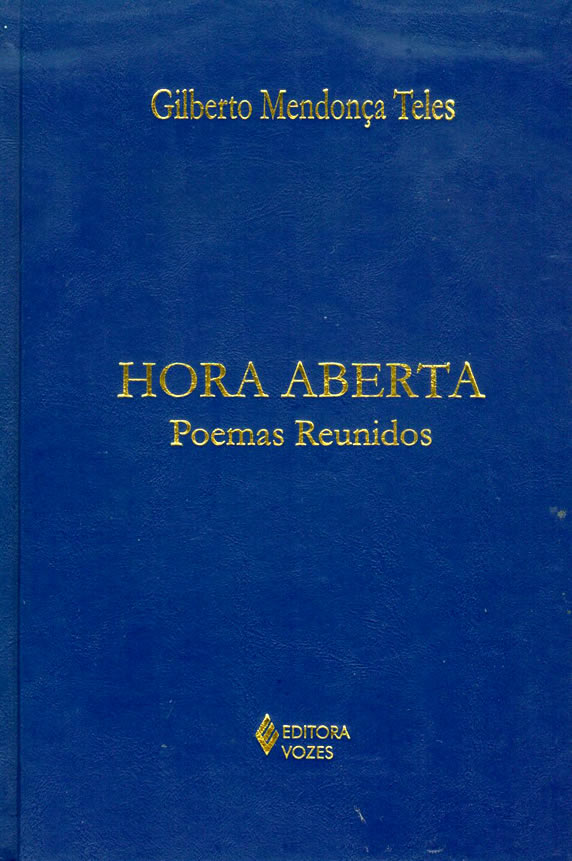 Gilberto Mendonça Teles
HORA ABERTA
Poemas Reunidos
EDITORA
VOZES